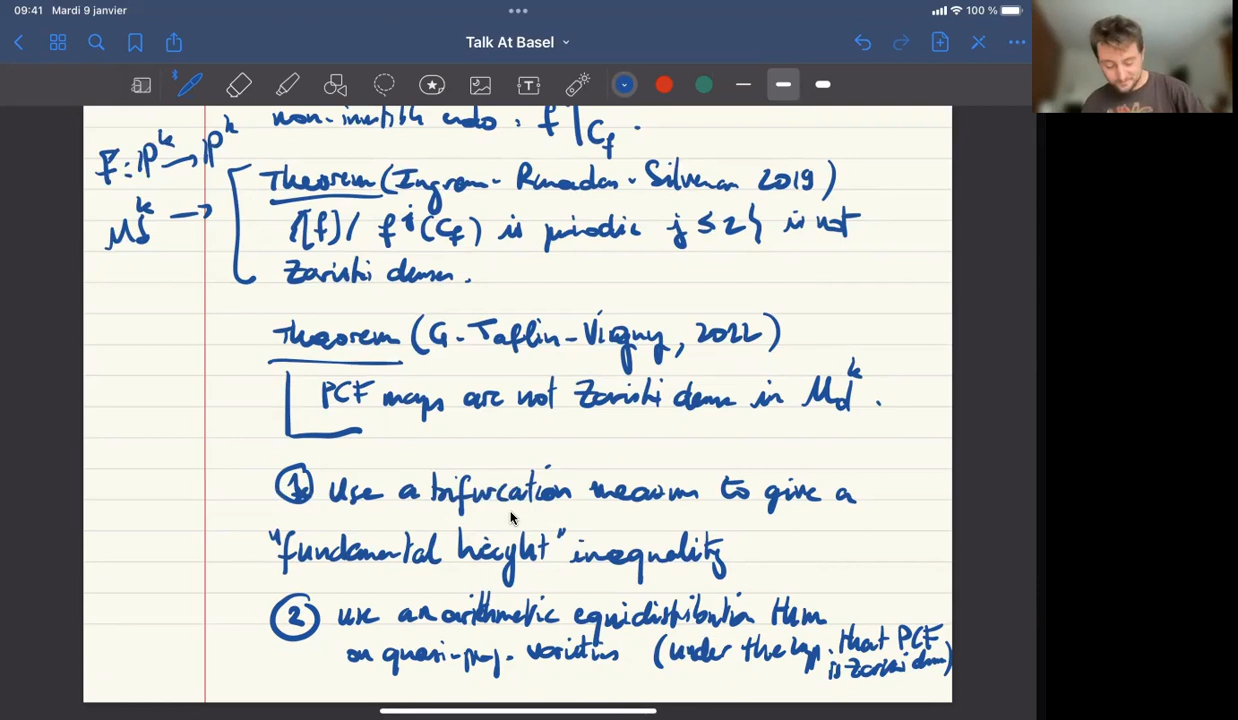 09:41 Mardi 9 janvier
100 %
Talk At Basel
non-invertible endo : f|C_f .
F: P^k → P^k
Theorem (Ingram-Ramadas-Silverman 2019)
M_d^k →
{[f] / f^j(C_f) is periodic j ≤ 2} is not
Zariski dense.
Theorem (G-Taflin-Vigny, 2022)
PCF maps are not Zariski dense in M_d^k .
① Use a bifurcation measure to give a
"fundamental height" inequality
② use an arithmetic equidistribution thm
on quasi-proj. varieties (under the hyp. that PCF
is Zariski dense)